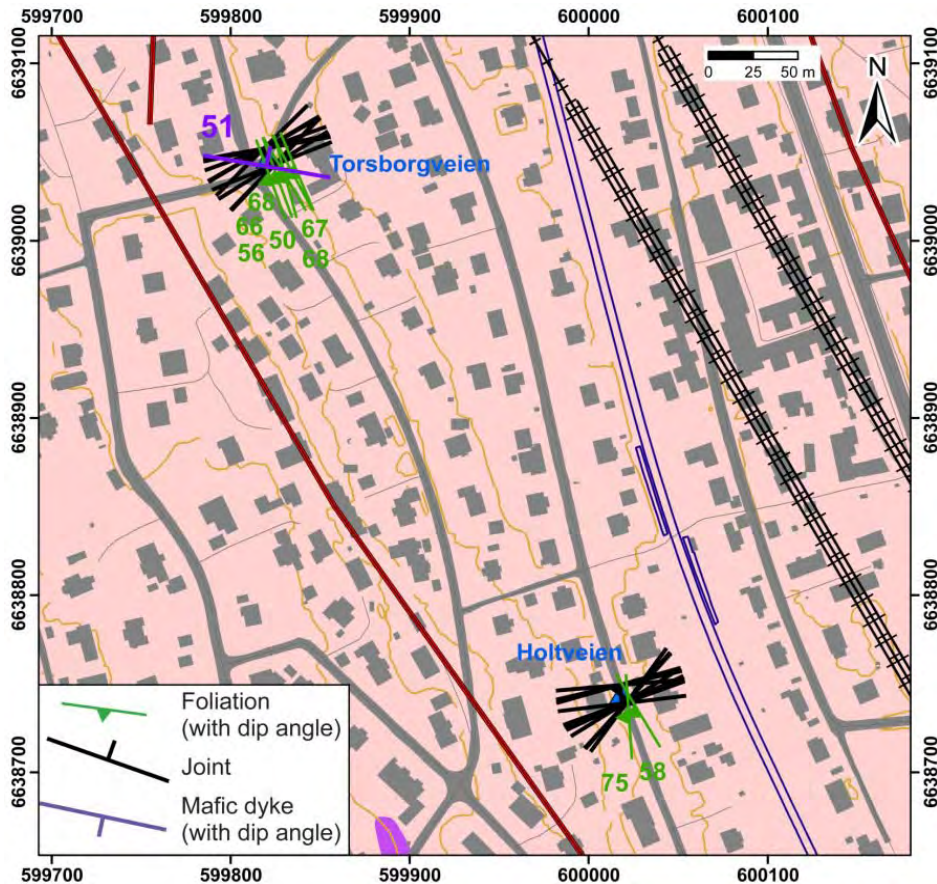 599700 599800 599900 600000 600100
6639100
6639100
0 25 50 m
N
51
Torsborgveien
68
66 50 67
56 68
6639000
6639000
6638900
6638900
6638800
6638800
Holtveien
75 58
6638700
6638700
Foliation
(with dip angle)
Joint
Mafic dyke
(with dip angle)
599700 599800 599900 600000 600100